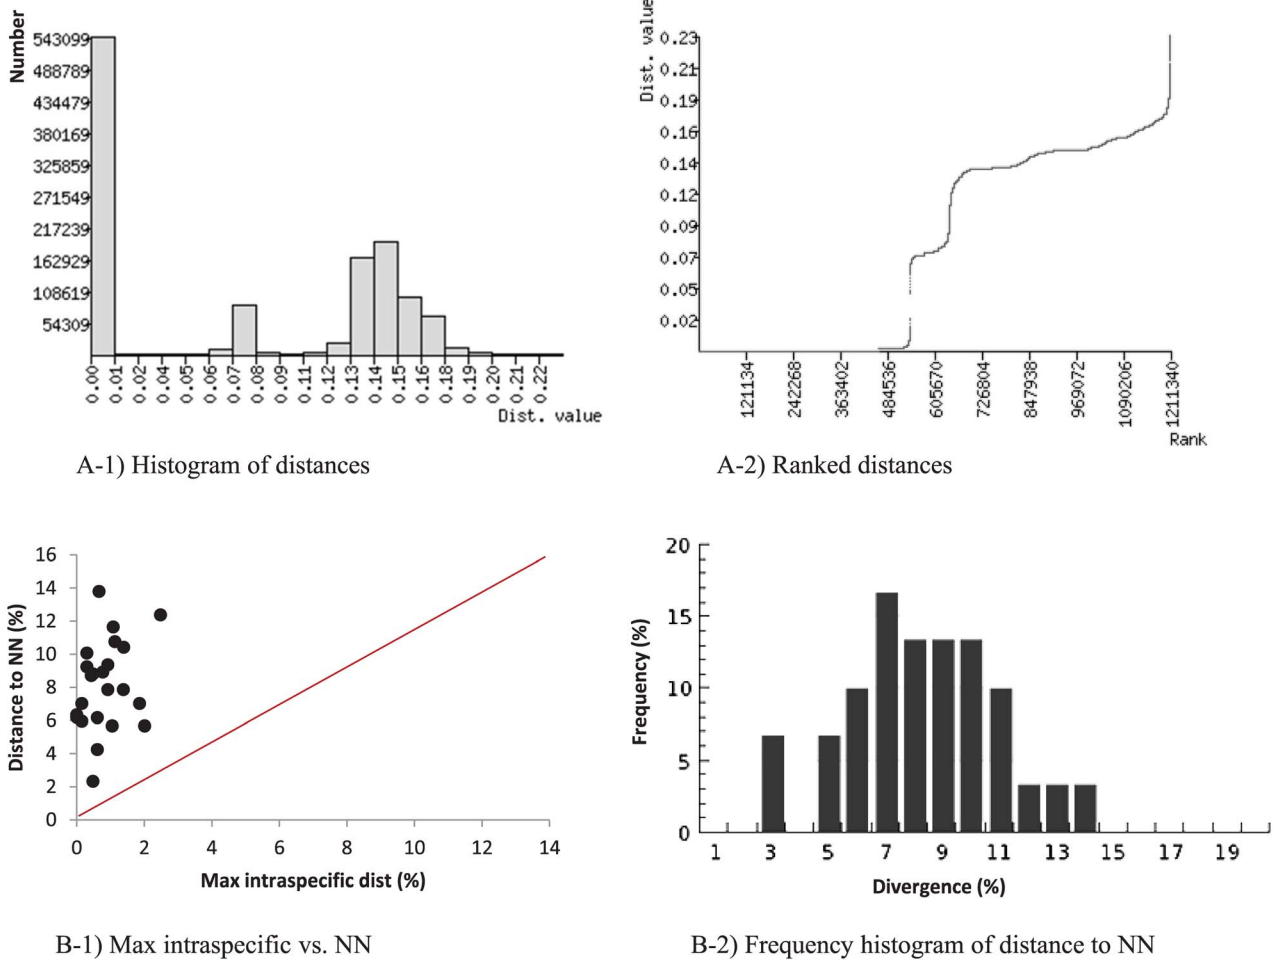 Number
543099
488789
434479
380169
325859
271549
217239
162929
108619
54309
0.00 0.01 0.02 0.04 0.05 0.06 0.07 0.08 0.09 0.11 0.12 0.13 0.14 0.15 0.16 0.18 0.19 0.20 0.21 0.22
Dist. value
A-1) Histogram of distances
Dist. value
0.23
0.21
0.19
0.16
0.14
0.12
0.09
0.07
0.05
0.02
121134 242268 363402 484536 605670 726804 847938 969072 1090206 1211340
Rank
A-2) Ranked distances
Distance to NN (%)
16
14
12
10
8
6
4
2
0
0 2 4 6 8 10 12 14
Max intraspecific dist (%)
B-1) Max intraspecific vs. NN
Frequency (%)
20
15
10
5
0
1 3 5 7 9 11 13 15 17 19
Divergence (%)
B-2) Frequency histogram of distance to NN